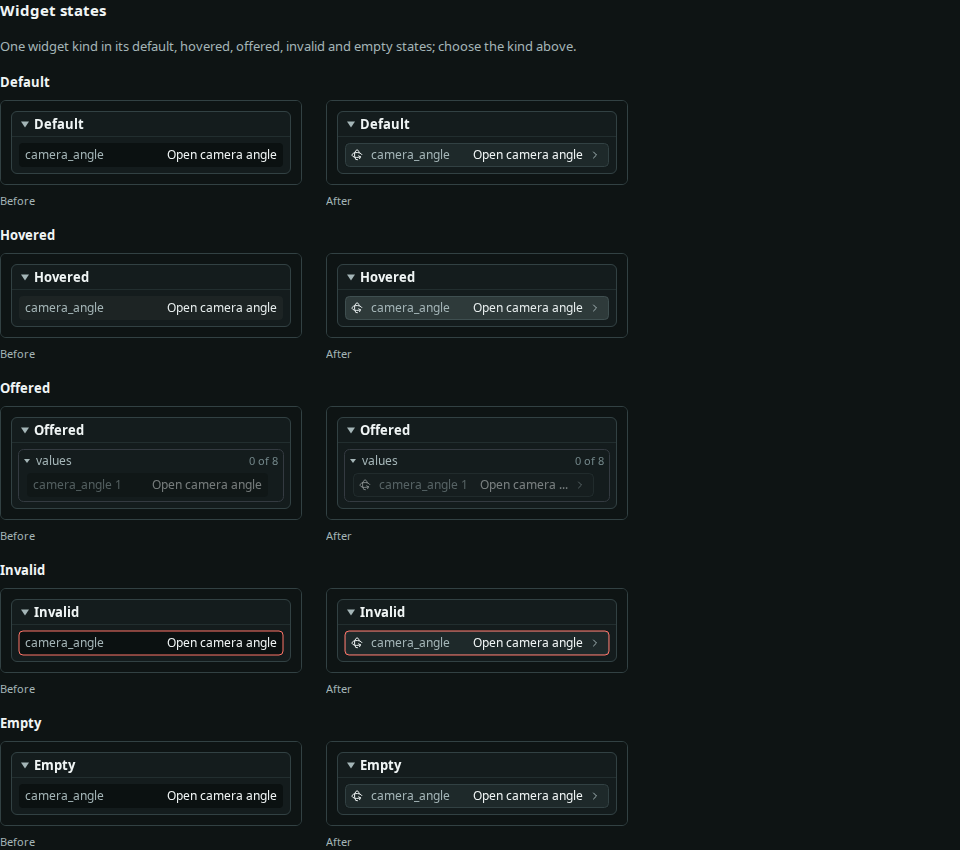 Widget states
One widget kind in its default, hovered, offered, invalid and empty states; choose the kind above.
Default
Default
camera_angle Open camera angle
Before
Default
camera_angle Open camera angle
After
Hovered
Hovered
camera_angle Open camera angle
Before
Hovered
camera_angle Open camera angle
After
Offered
Offered
values 0 of 8
camera_angle 1 Open camera angle
Before
Offered
values 0 of 8
camera_angle 1 Open camera ...
After
Invalid
Invalid
camera_angle Open camera angle
Before
Invalid
camera_angle Open camera angle
After
Empty
Empty
camera_angle Open camera angle
Before
Empty
camera_angle Open camera angle
After